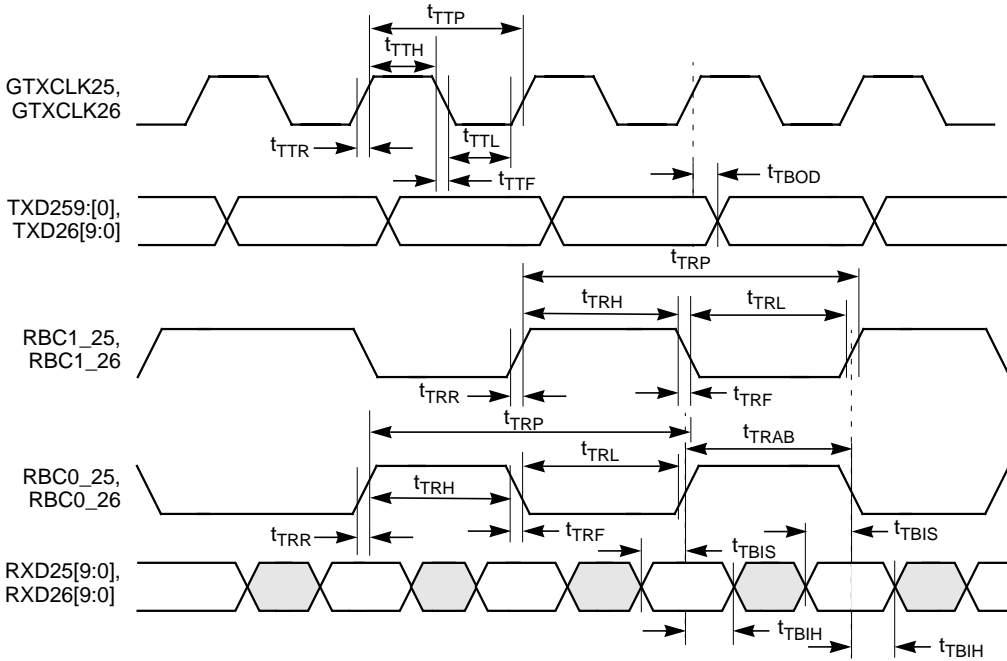 tTTP
tTTH
GTXCLK25,
GTXCLK26
tTTR
tTTL
tTTF
tTBOD
TXD259:[0],
TXD26[9:0]
tTRP
tTRH
tTRL
RBC1_25,
RBC1_26
tTRR
tTRF
tTRP
tTRAB
tTRL
RBC0_25,
RBC0_26
tTRH
tTRR
tTRF
tTBIS
tTBIS
RXD25[9:0],
RXD26[9:0]
tTBIH
tTBIH